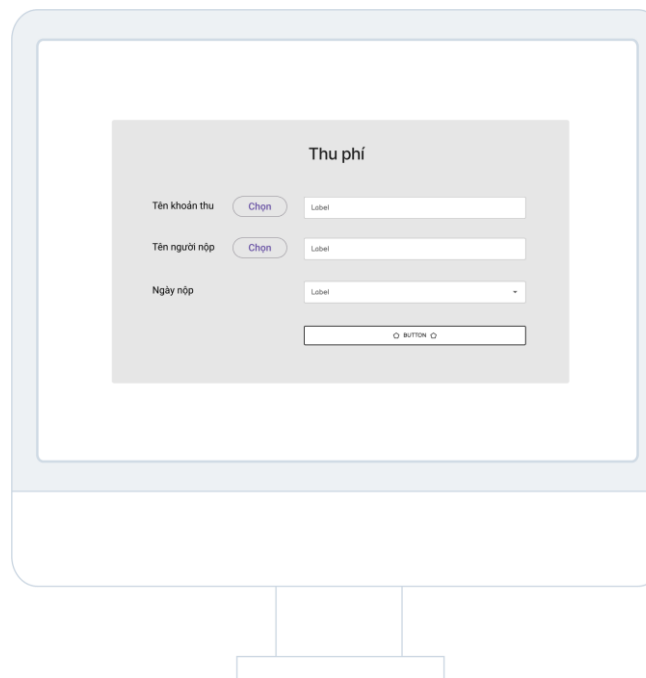 Thu phí
Tên khoản thu Chọn Label
Tên người nộp Chọn Label
Ngày nộp Label
BUTTON